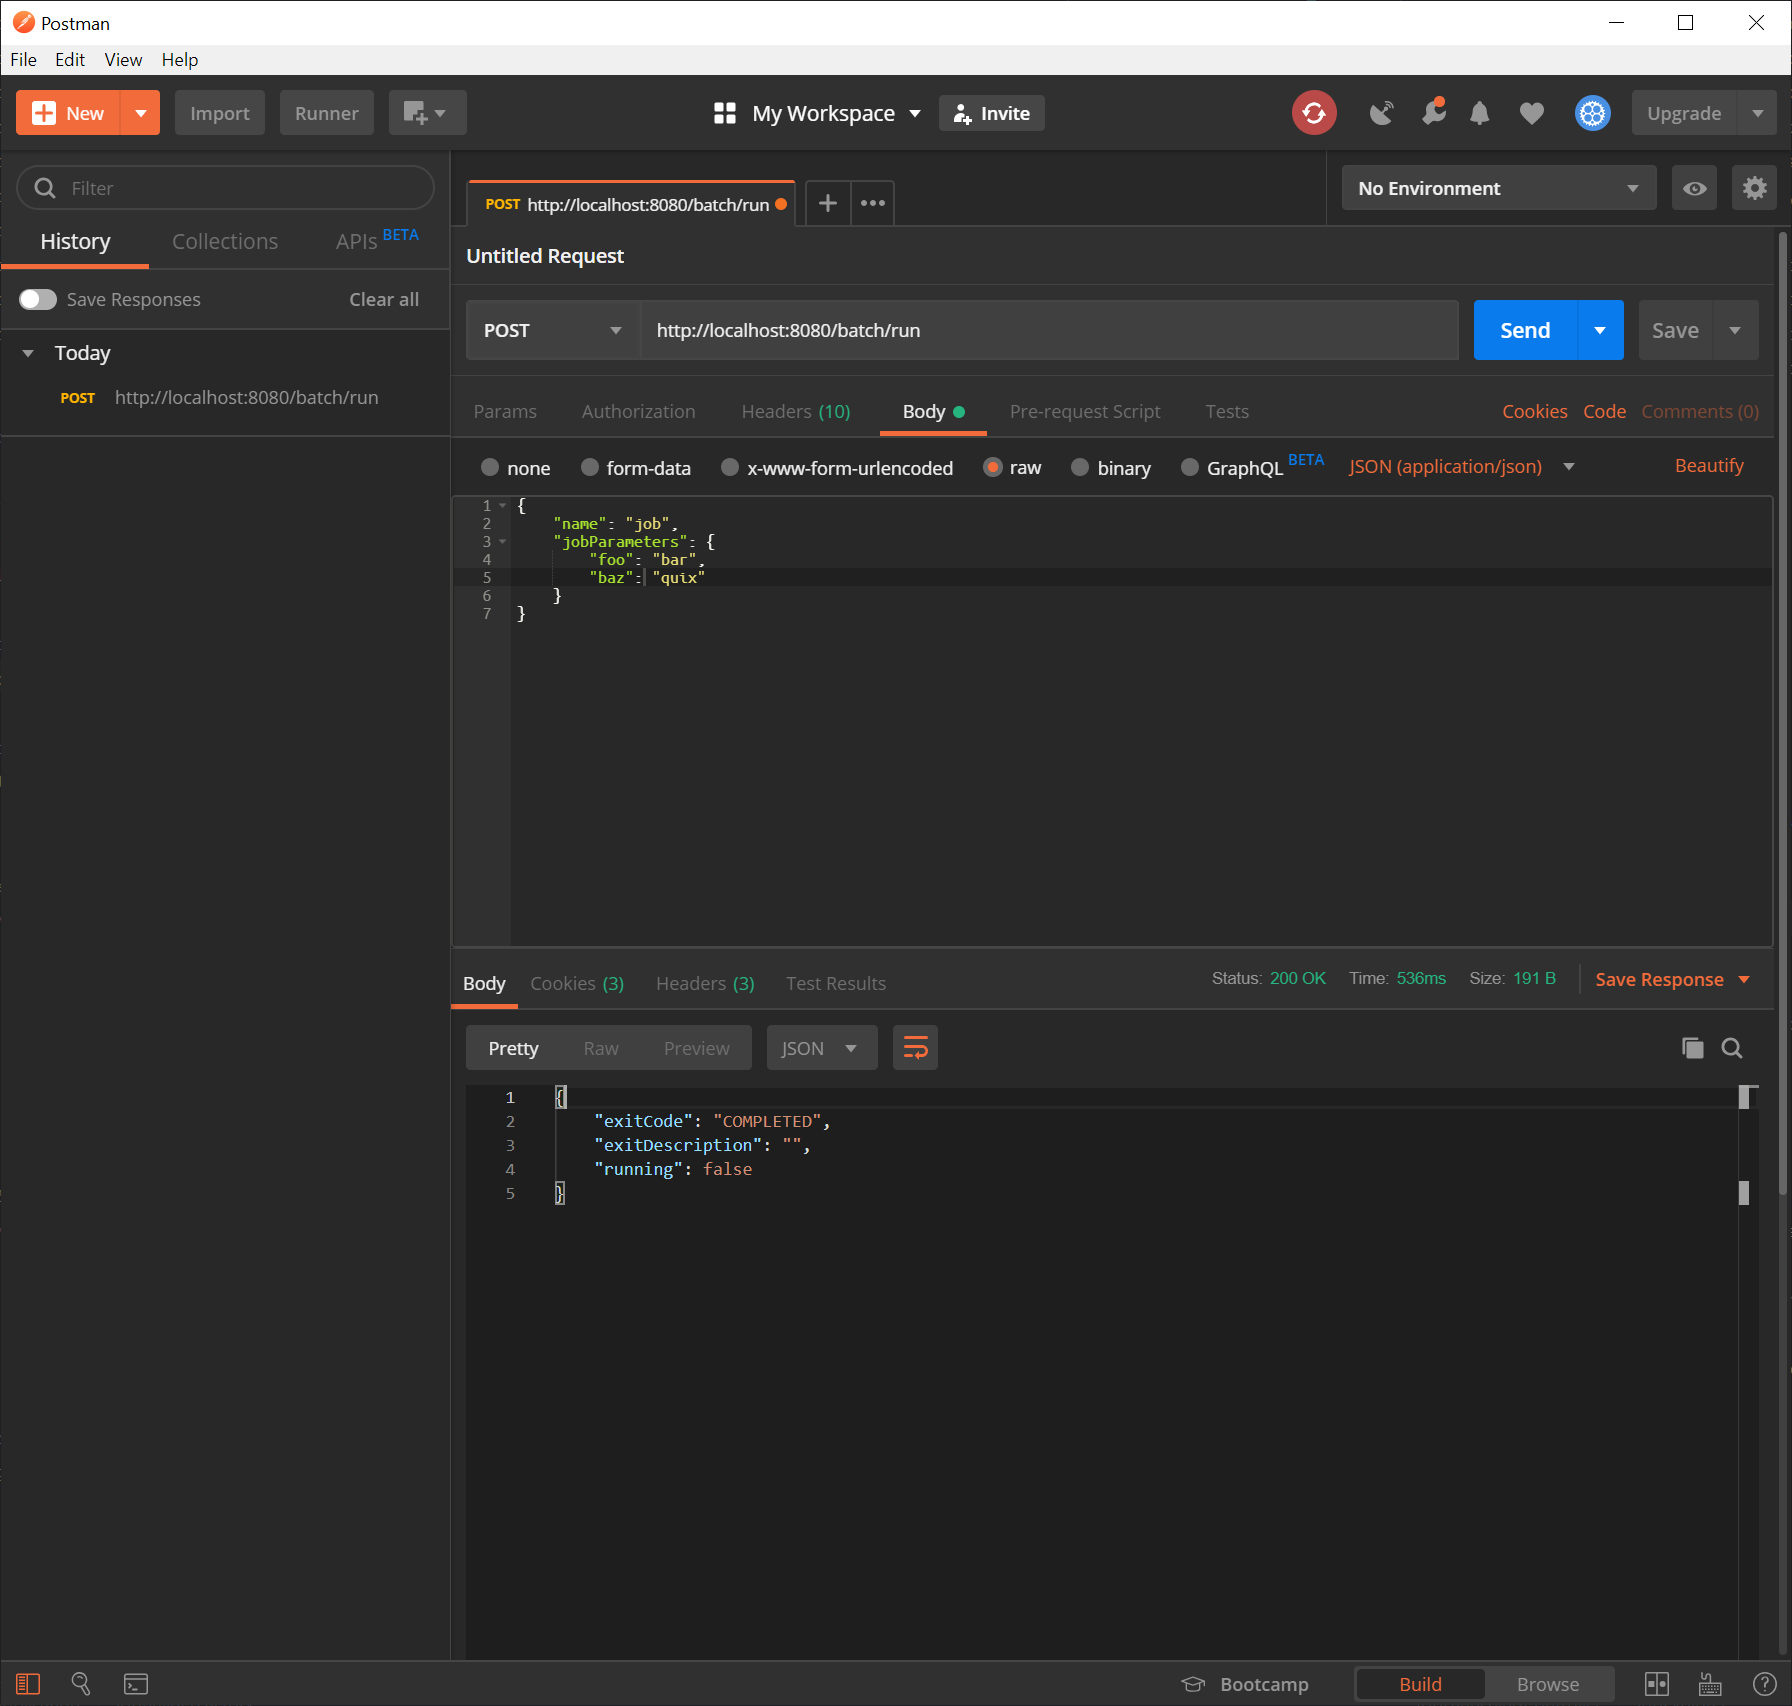 Postman
File Edit View Help
New Import Runner My Workspace Invite Upgrade
Filter
History Collections APIs BETA
Save Responses Clear all
Today
POST http://localhost:8080/batch/run
POST http://localhost:8080/batch/run
No Environment
Untitled Request
POST http://localhost:8080/batch/run Send Save
Params Authorization Headers (10) Body Pre-request Script Tests Cookies Code Comments (0)
none form-data x-www-form-urlencoded raw binary GraphQL BETA JSON (application/json) Beautify
1 {
2 "name": "job",
3 "jobParameters": {
4 "foo": "bar",
5 "baz": "quix"
6 }
7 }
Body Cookies (3) Headers (3) Test Results Status: 200 OK Time: 536ms Size: 191 B Save Response
Pretty Raw Preview JSON
1 {
2 "exitCode": "COMPLETED",
3 "exitDescription": "",
4 "running": false
5 }
Bootcamp Build Browse